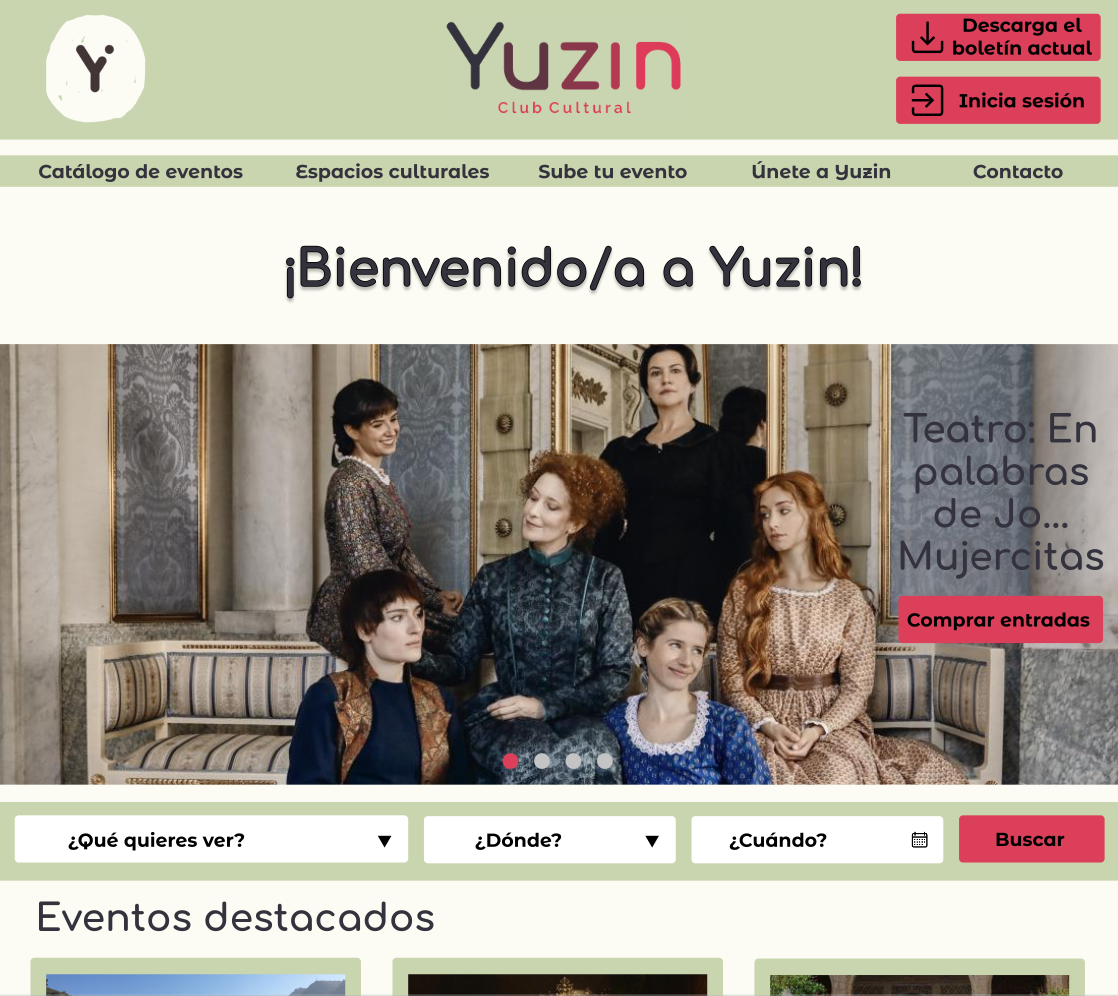 Y
Yuzin
Club Cultural
Descarga el
boletín actual
Inicia sesión
Catálogo de eventos
Espacios culturales
Sube tu evento
Únete a Yuzin
Contacto
¡Bienvenido/a a Yuzin!
Teatro: En
palabras
de Jo...
Mujercitas
Comprar entradas
¿Qué quieres ver?
¿Dónde?
¿Cuándo?
Buscar
Eventos destacados